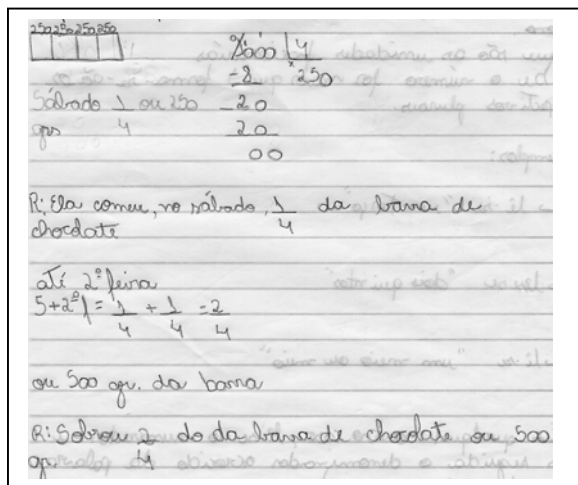 250 250 250 250
1000 | 4
-8 250
Sábado 1/4 ou 250 -20
grs 20
00
R: Ela comeu, no sábado, 1/4 da barra de
chocolate
até 2ª feira
S+2ªf = 1/4 + 1/4 = 2/4
ou 500 gr. da barra
R: Sobrou 2/4 do da barra de chocolate ou 500
gr.